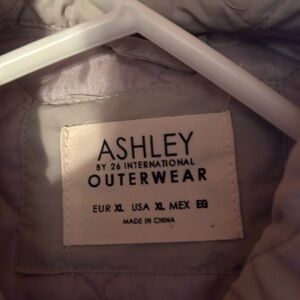 ASHLEY
BY 26 INTERNATIONAL
OUTERWEAR
EUR XL USA XL MEX EG
MADE IN CHINA